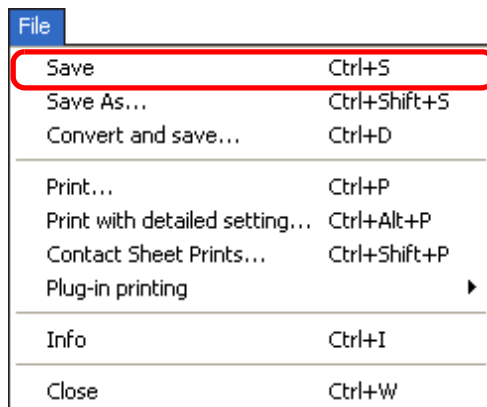 File
Save Ctrl+S
Save As... Ctrl+Shift+S
Convert and save... Ctrl+D
Print... Ctrl+P
Print with detailed setting... Ctrl+Alt+P
Contact Sheet Prints... Ctrl+Shift+P
Plug-in printing
Info Ctrl+I
Close Ctrl+W